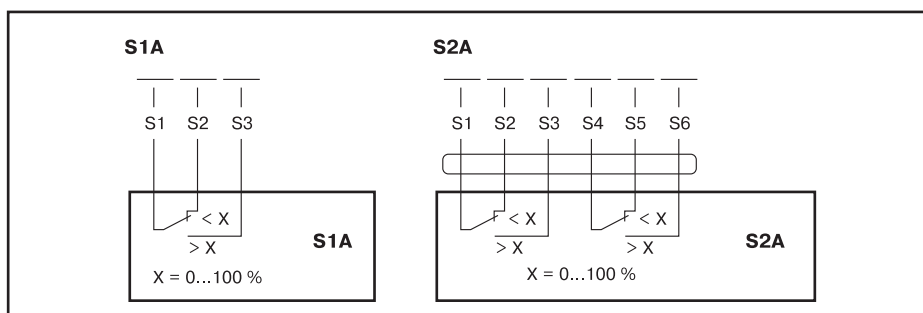 S1A
S2A
S1 S2 S3
S1 S2 S3 S4 S5 S6
< X
> X
S1A
X = 0...100 %
< X
> X
< X
> X
S2A
X = 0...100 %